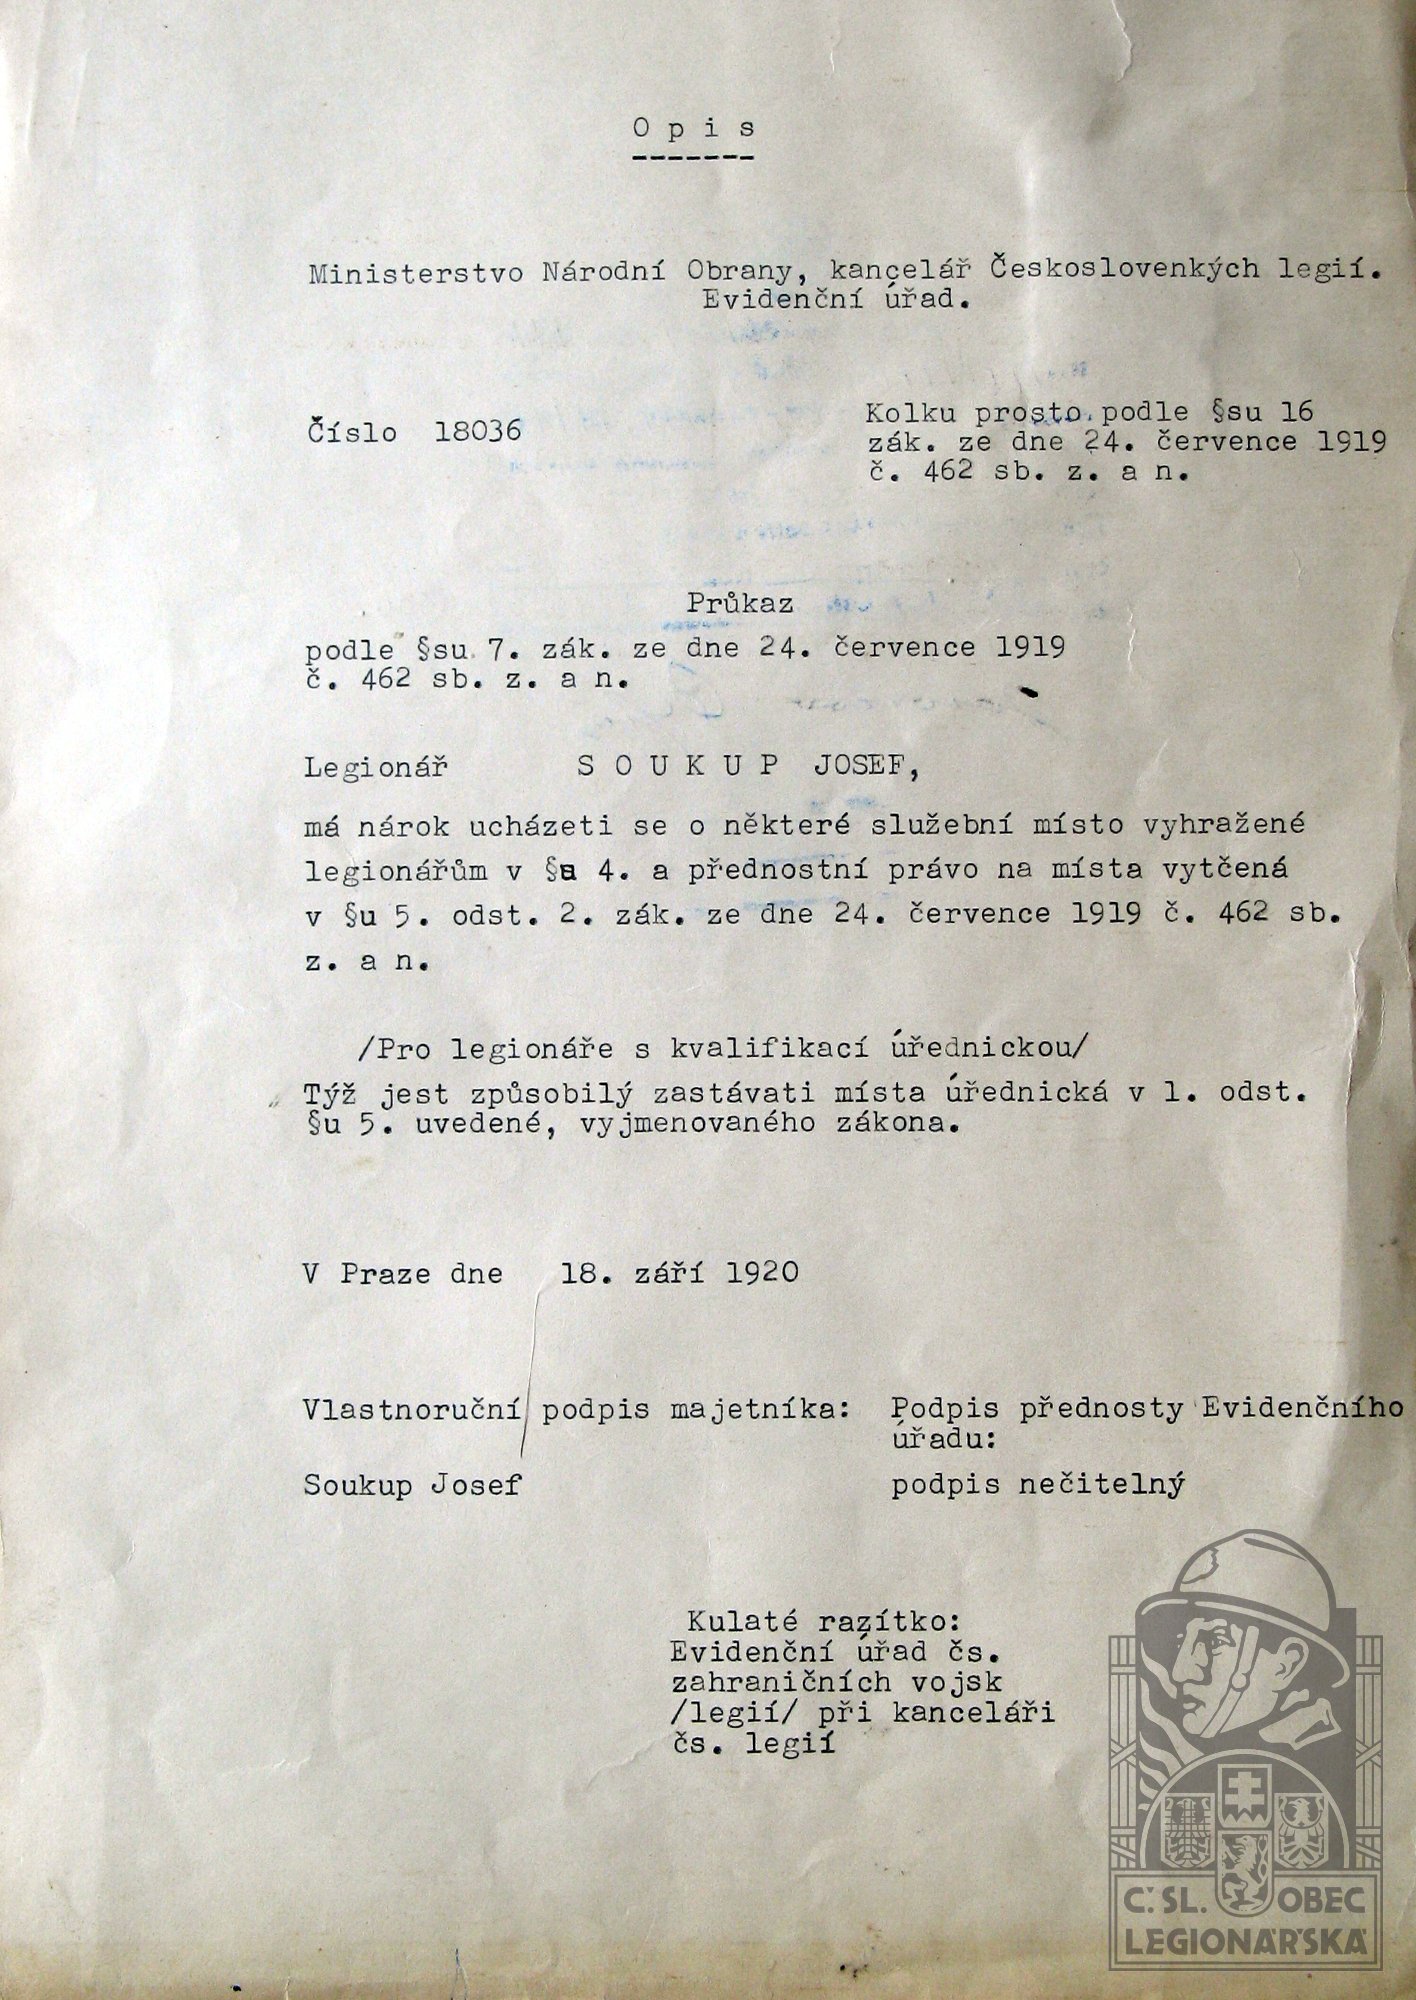 O p i s
-------
Ministerstvo Národní Obrany, kancelář Československých legií.
Evidenční úřad.
Číslo 18036
Kolku prosto podle §su 16
zák. ze dne 24. července 1919
č. 462 sb. z. a n.
Průkaz
podle §su 7. zák. ze dne 24. července 1919
č. 462 sb. z. a n.
Legionář S O U K U P JOSEF,
má nárok ucházeti se o některé služební místo vyhražené
legionářům v §u 4. a přednostní právo na místa vytčená
v §u 5. odst. 2. zák. ze dne 24. července 1919 č. 462 sb.
z. a n.
/Pro legionáře s kvalifikací úřednickou/
Týž jest způsobilý zastávati místa úřednická v 1. odst.
§u 5. uvedené, vyjmenovaného zákona.
V Praze dne 18. září 1920
Vlastnoruční podpis majetníka:
Soukup Josef
Podpis přednosty Evidenčního
úřadu:
podpis nečitelný
Kulaté razítko:
Evidenční úřad čs.
zahraničních vojsk
/legií/ při kanceláři
čs. legií
Č. SL. OBEC
LEGIONÁŘSKÁ